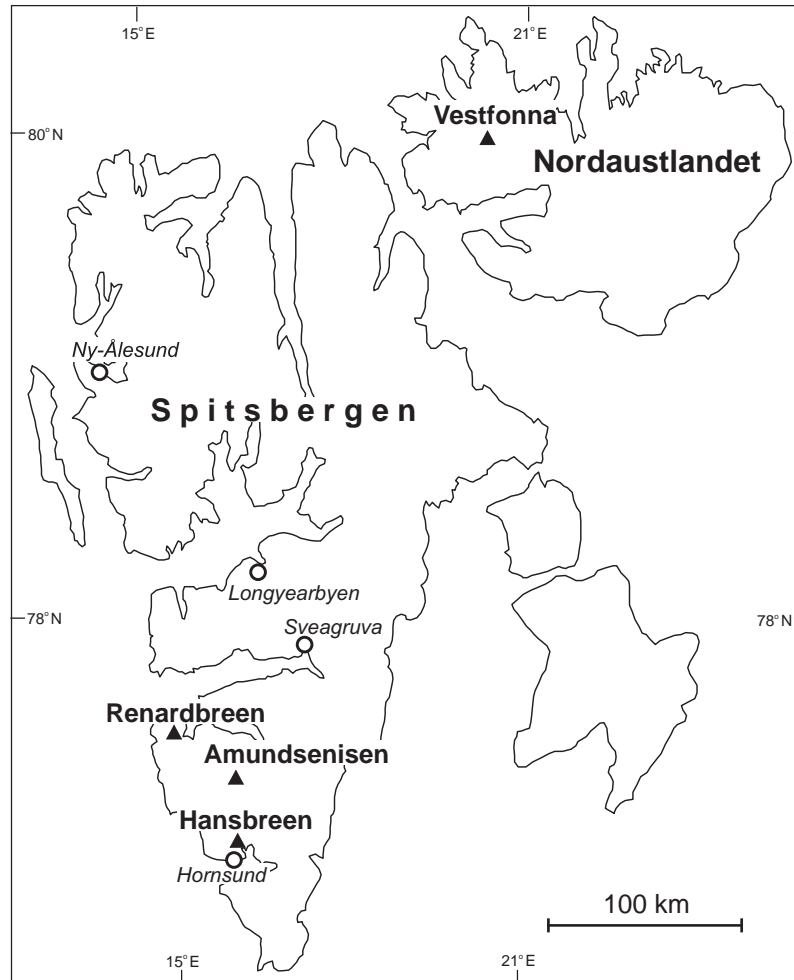 15°E 21°E
Vestfonna
80°N
Nordaustlandet
Ny-Ålesund
Spitsbergen
Longyearbyen
78°N 78°N
Sveagruva
Renardbreen
Amundsenisen
Hansbreen
Hornsund
100 km
15°E 21°E